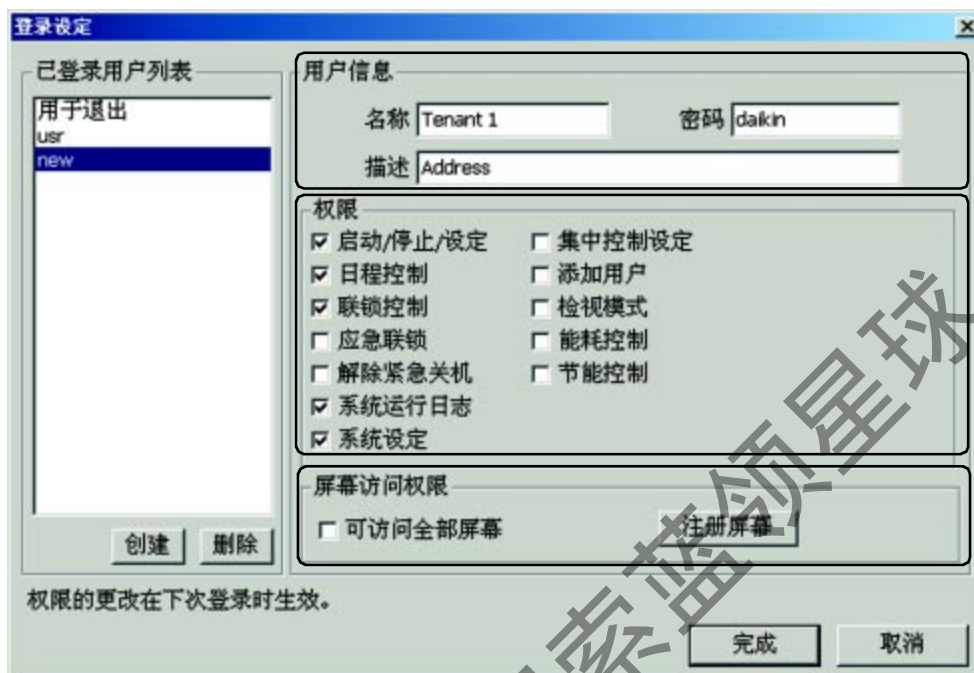 登录设定
已登录用户列表
用于退出
usr
new
创建 删除
用户信息
名称 Tenant 1 密码 daikin
描述 Address
权限
启动/停止/设定 集中控制设定
日程控制 添加用户
联锁控制 检视模式
应急联锁 能耗控制
解除紧急关机 节能控制
系统运行日志
系统设定
屏幕访问权限
可访问全部屏幕 注册屏幕
权限的更改在下次登录时生效。
完成 取消
索蓝领星球